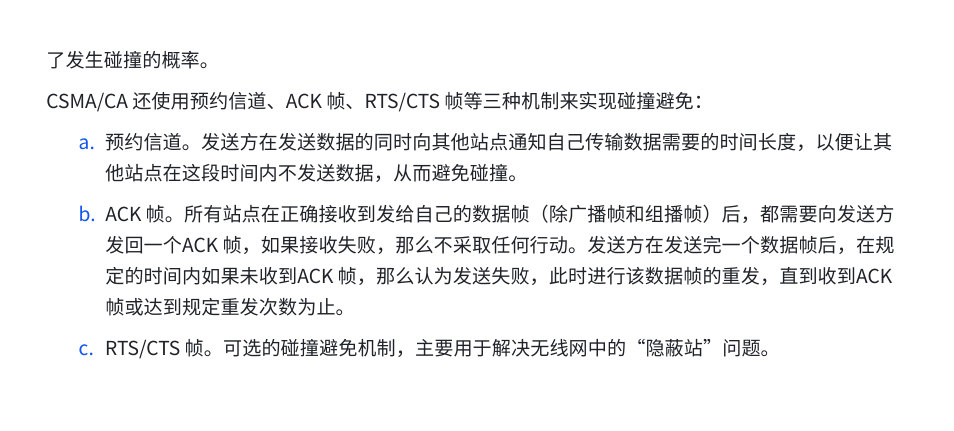 了发生碰撞的概率。
CSMA/CA 还使用预约信道、ACK 帧、RTS/CTS 帧等三种机制来实现碰撞避免：
a. 预约信道。发送方在发送数据的同时向其他站点通知自己传输数据需要的时间长度，以便让其
他站点在这段时间内不发送数据，从而避免碰撞。
b. ACK 帧。所有站点在正确接收到发给自己的数据帧（除广播帧和组播帧）后，都需要向发送方
发回一个ACK 帧，如果接收失败，那么不采取任何行动。发送方在发送完一个数据帧后，在规
定的时间内如果未收到ACK 帧，那么认为发送失败，此时进行该数据帧的重发，直到收到ACK
帧或达到规定重发次数为止。
c. RTS/CTS 帧。可选的碰撞避免机制，主要用于解决无线网中的“隐蔽站”问题。